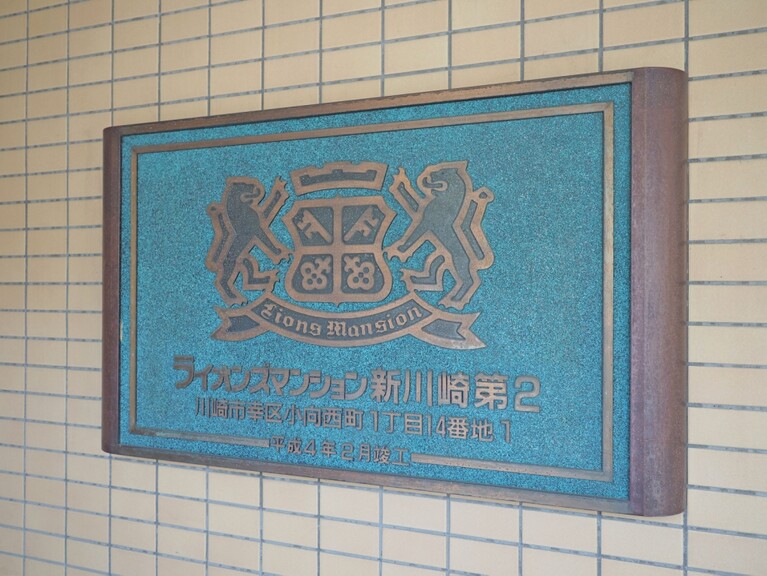 Lions Mansion
ライオンズマンション新川崎第2
川崎市幸区小向西町1丁目14番地1
平成4年2月竣工